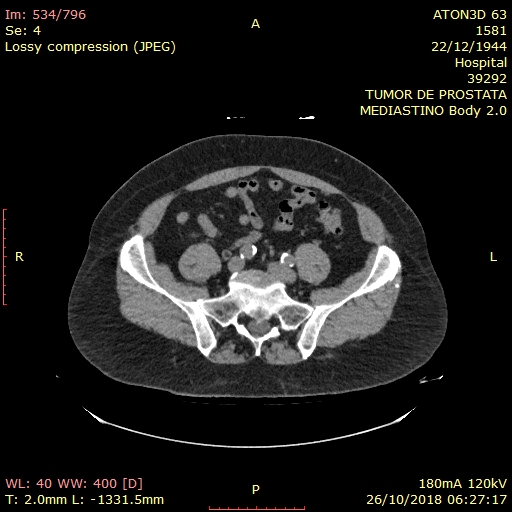 Im: 534/796
Se: 4
Lossy compression (JPEG)
A
ATON3D 63
1581
22/12/1944
Hospital
39292
TUMOR DE PROSTATA
MEDIASTINO Body 2.0
R
L
WL: 40 WW: 400 [D]
T: 2.0mm L: -1331.5mm
P
180mA 120kV
26/10/2018 06:27:17